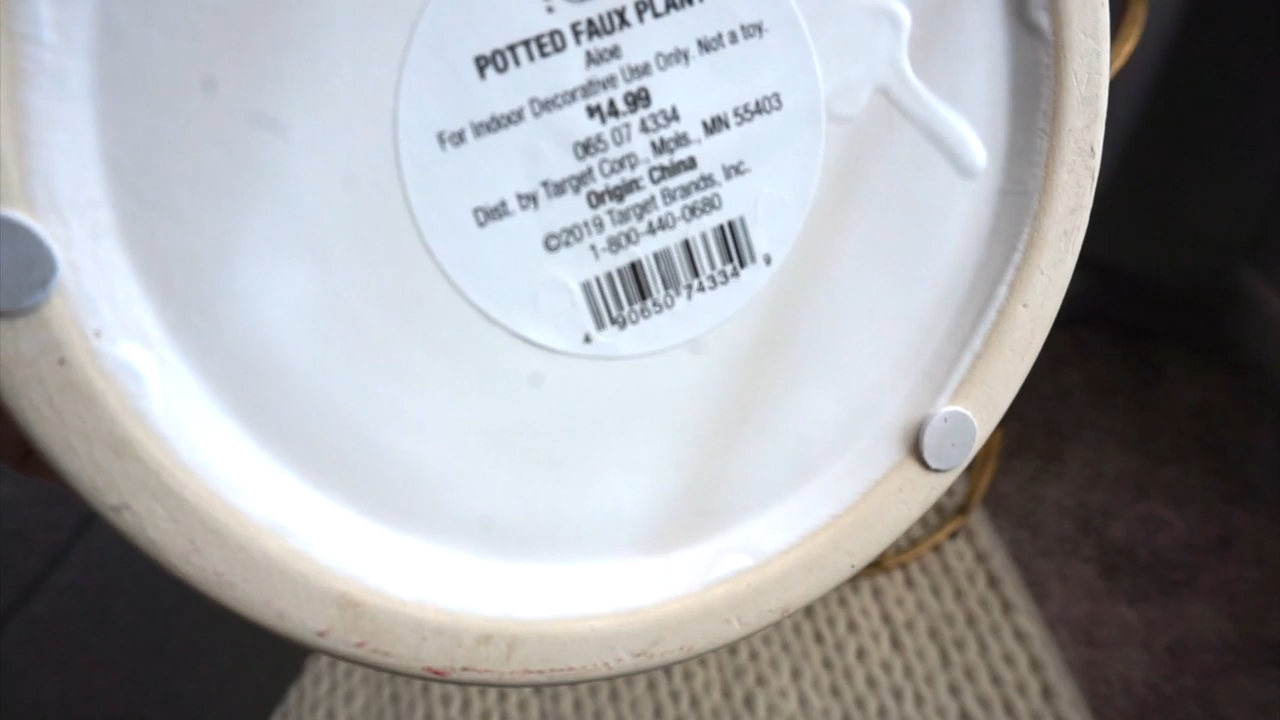 POTTED FAUX PLANT
Aloe
For Indoor Decorative Use Only. Not a toy.
$14.99
065 07 4334
Dist. by Target Corp., Mpls., MN 55403
Origin: China
©2019 Target Brands, Inc.
1-800-440-0680
4 90650 74334 9